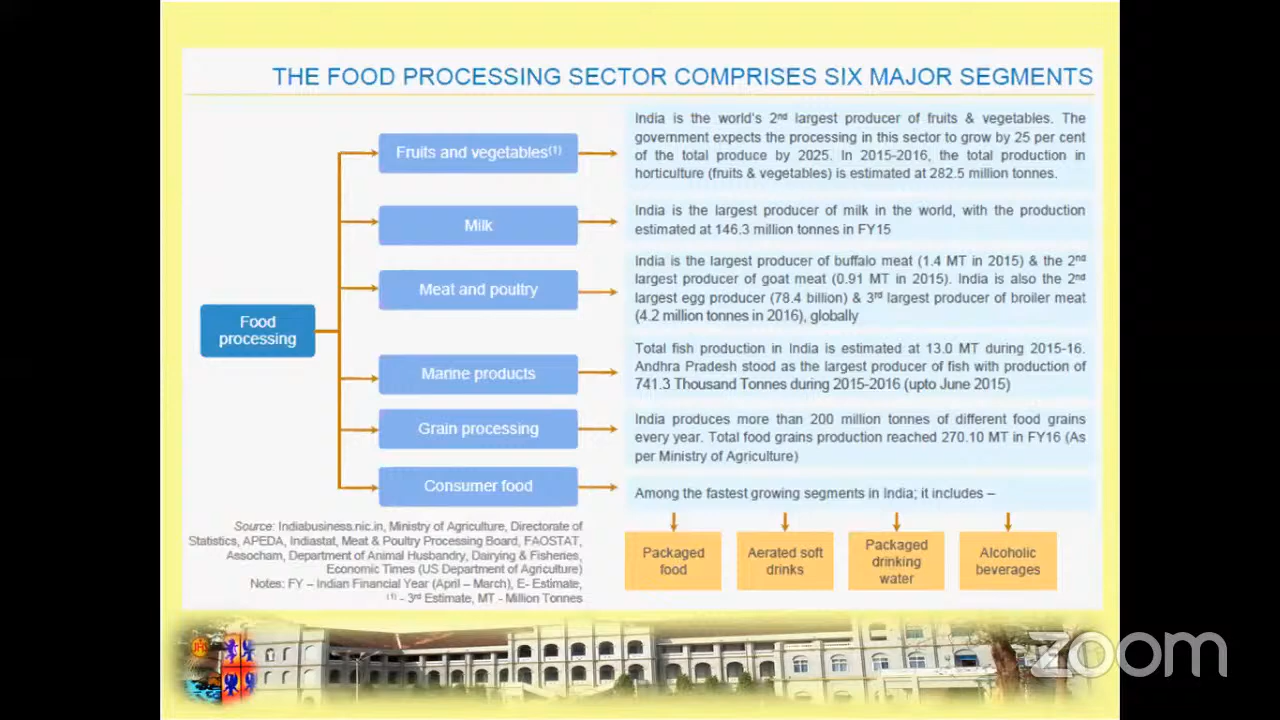 THE FOOD PROCESSING SECTOR COMPRISES SIX MAJOR SEGMENTS
Food
processing
Fruits and vegetables(1)
India is the world's 2nd largest producer of fruits & vegetables. The
government expects the processing in this sector to grow by 25 per cent
of the total produce by 2025. In 2015-2016, the total production in
horticulture (fruits & vegetables) is estimated at 282.5 million tonnes.
Milk
India is the largest producer of milk in the world, with the production
estimated at 146.3 million tonnes in FY15
Meat and poultry
India is the largest producer of buffalo meat (1.4 MT in 2015) & the 2nd
largest producer of goat meat (0.91 MT in 2015). India is also the 2nd
largest egg producer (78.4 billion) & 3rd largest producer of broiler meat
(4.2 million tonnes in 2016), globally
Marine products
Total fish production in India is estimated at 13.0 MT during 2015-16.
Andhra Pradesh stood as the largest producer of fish with production of
741.3 Thousand Tonnes during 2015-2016 (upto June 2015)
Grain processing
India produces more than 200 million tonnes of different food grains
every year. Total food grains production reached 270.10 MT in FY16 (As
per Ministry of Agriculture)
Consumer food
Among the fastest growing segments in India; it includes –
Packaged
food
Aerated soft
drinks
Packaged
drinking
water
Alcoholic
beverages
Source: Indiabusiness.nic.in, Ministry of Agriculture, Directorate of
Statistics, APEDA, Indiastat, Meat & Poultry Processing Board, FAOSTAT,
Assocham, Department of Animal Husbandry, Dairying & Fisheries,
Economic Times (US Department of Agriculture)
Notes: FY – Indian Financial Year (April – March), E- Estimate,
(1) - 3rd Estimate, MT - Million Tonnes
zoom